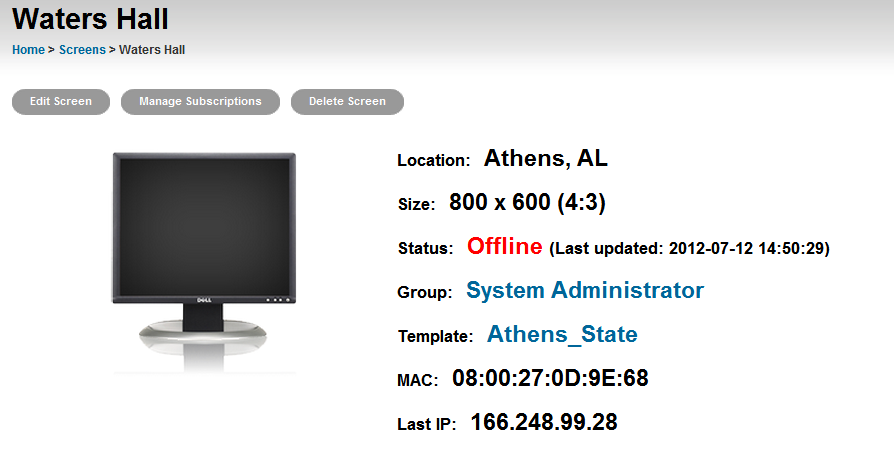 Waters Hall
Home > Screens > Waters Hall
Edit Screen Manage Subscriptions Delete Screen
Location: Athens, AL
Size: 800 x 600 (4:3)
Status: Offline (Last updated: 2012-07-12 14:50:29)
Group: System Administrator
Template: Athens_State
MAC: 08:00:27:0D:9E:68
Last IP: 166.248.99.28
DELL